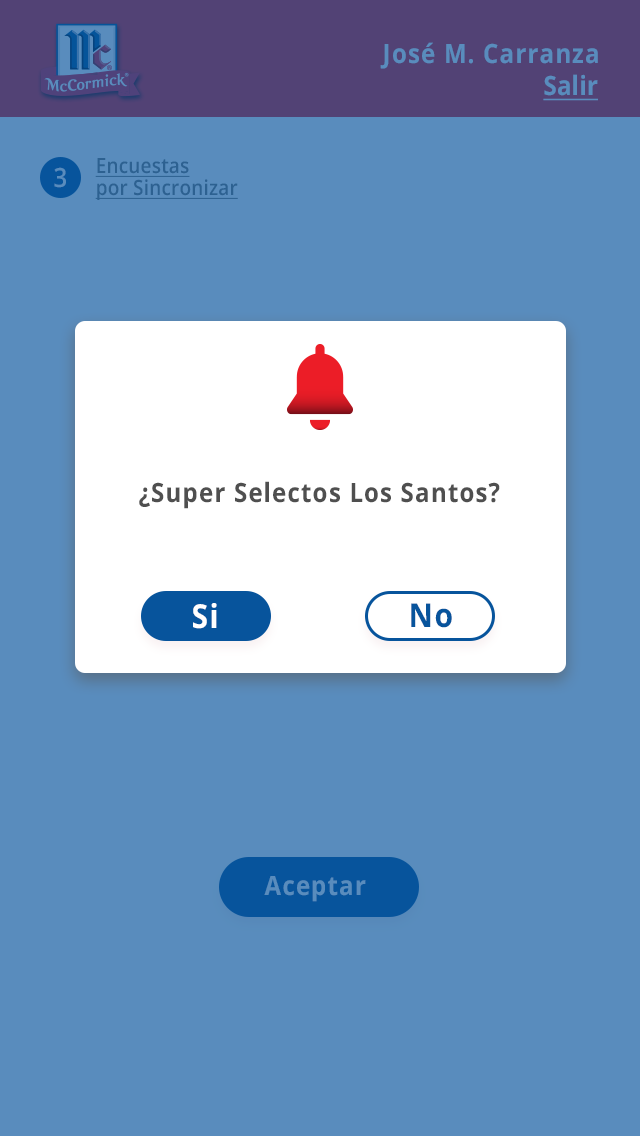 Mc
McCormick®
José M. Carranza
Salir
3
Encuestas
por Sincronizar
¿Super Selectos Los Santos?
Si
No
Aceptar